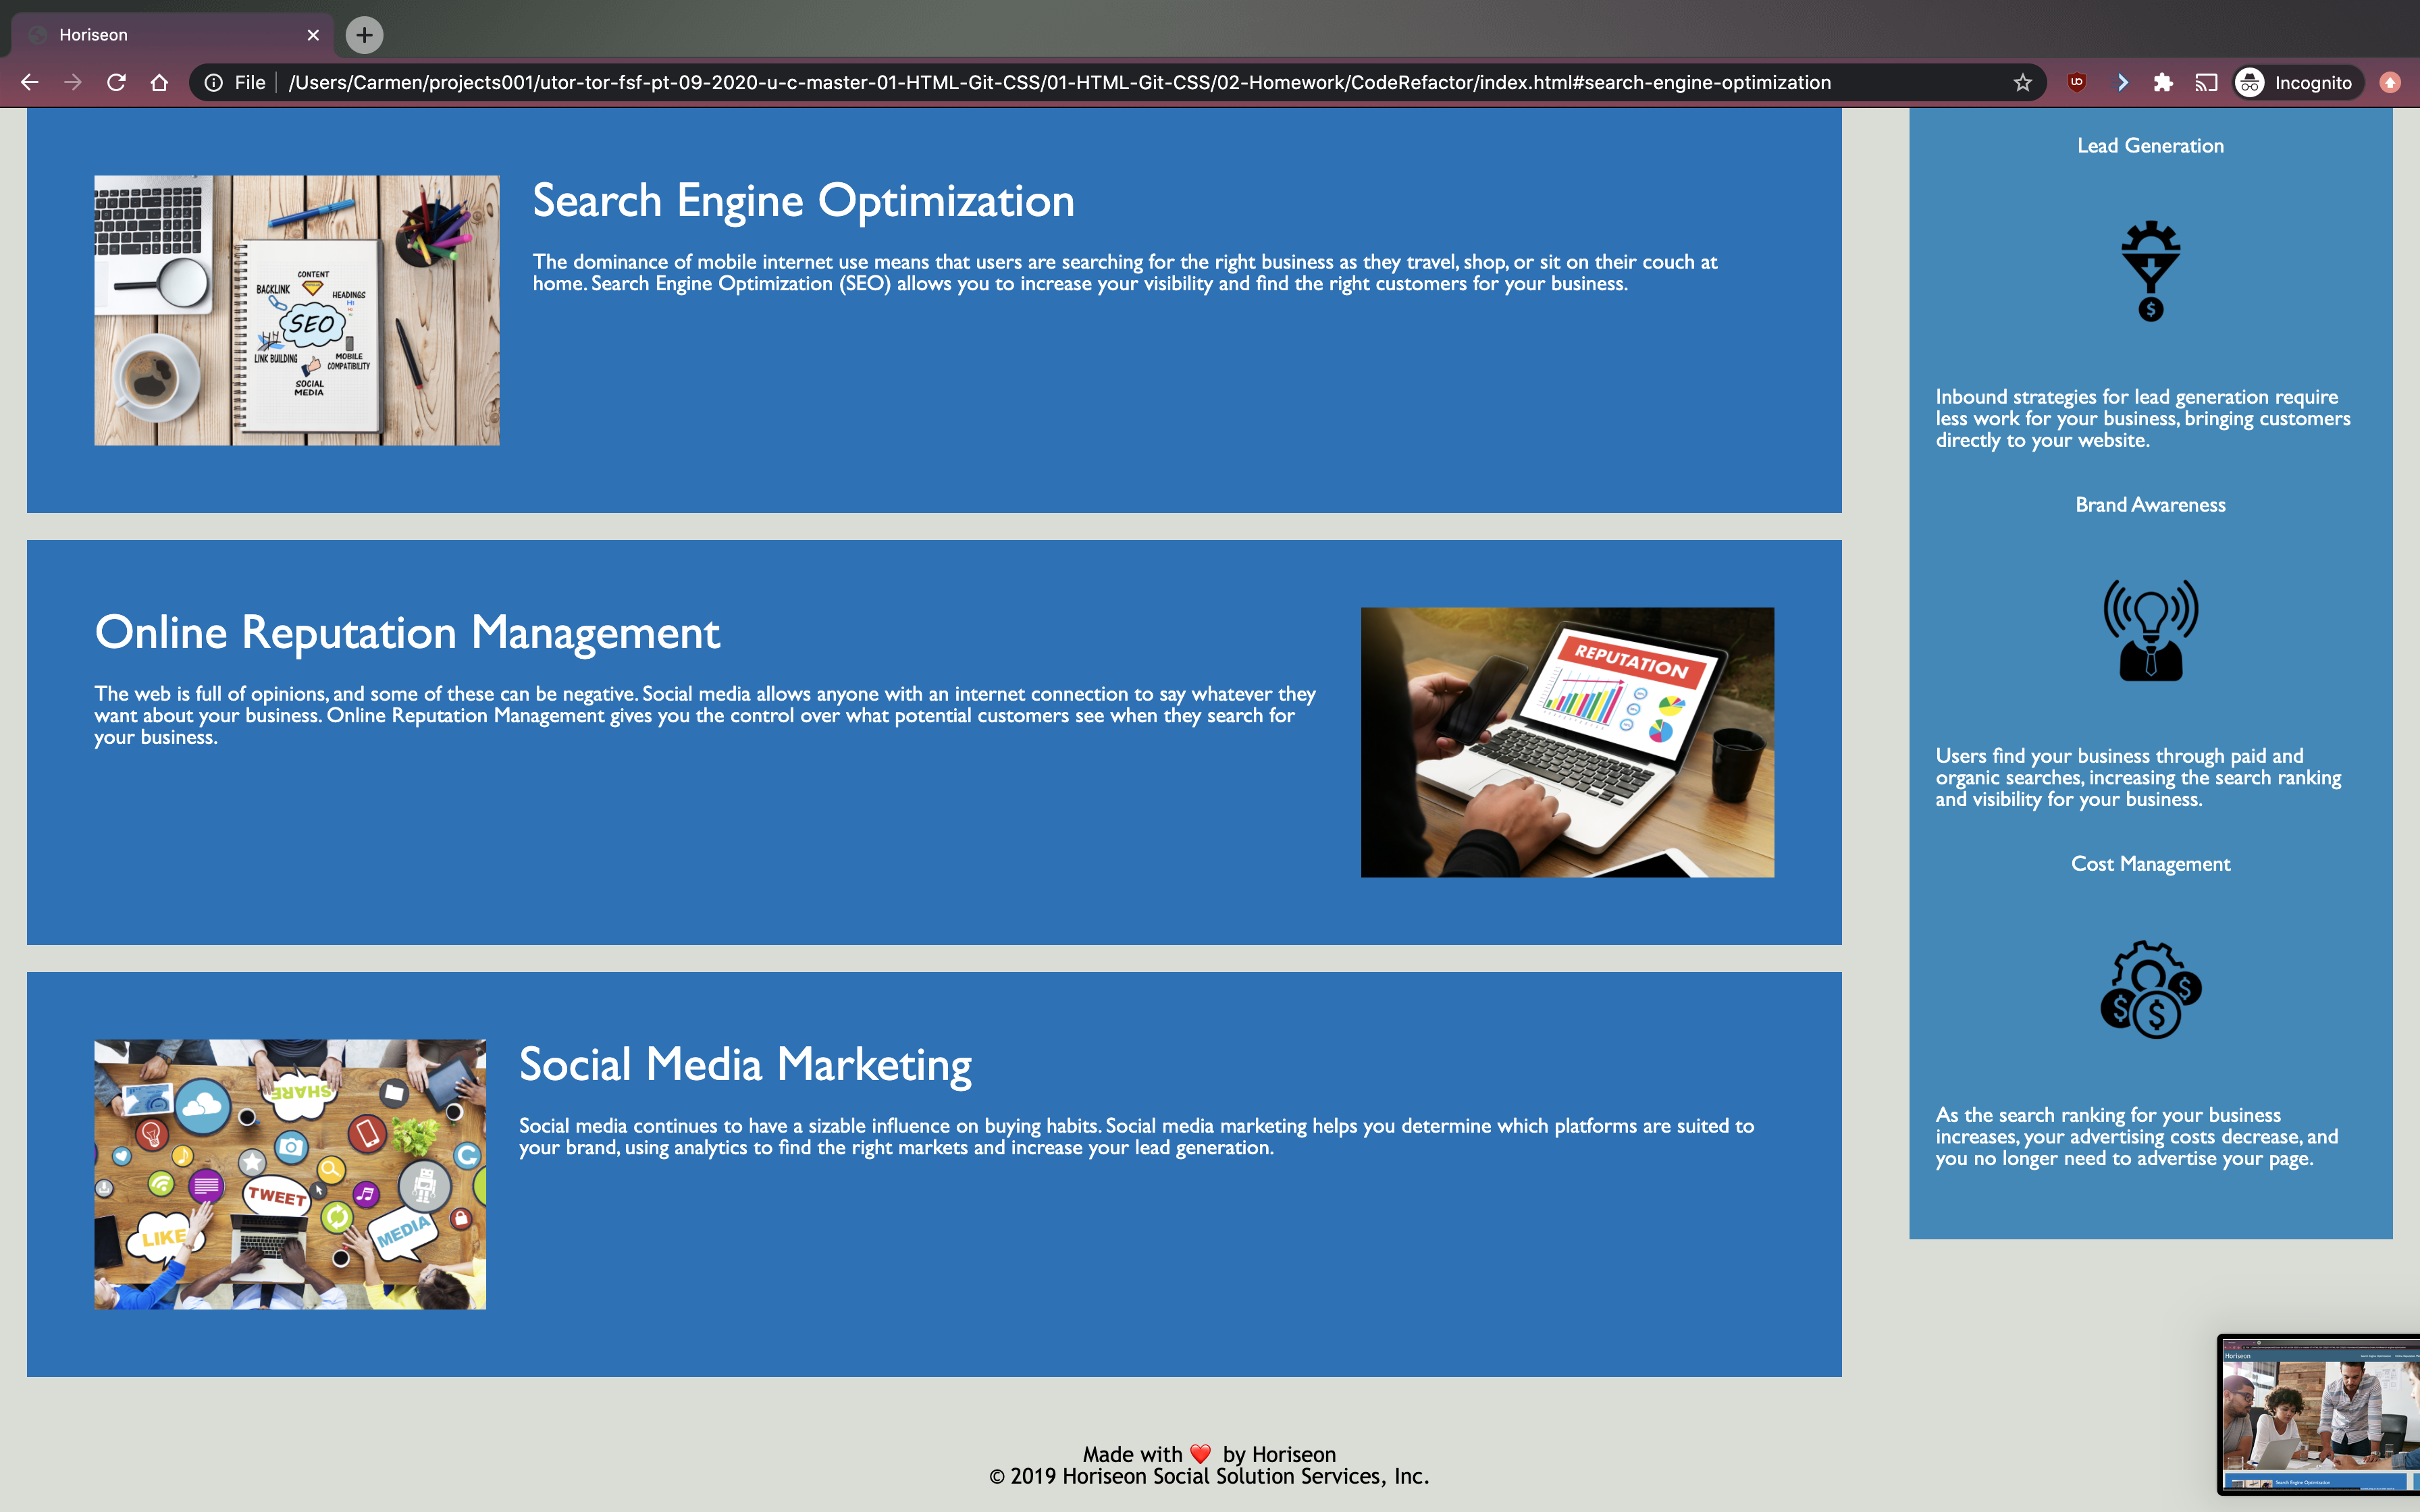 Horiseon
File
/Users/Carmen/projects001/utor-tor-fsf-pt-09-2020-u-c-master-01-HTML-Git-CSS/01-HTML-Git-CSS/02-Homework/CodeRefactor/index.html#search-engine-optimization
Incognito
Search Engine Optimization
The dominance of mobile internet use means that users are searching for the right business as they travel, shop, or sit on their couch at
home. Search Engine Optimization (SEO) allows you to increase your visibility and find the right customers for your business.
CONTENT
BACKLINK
HEADINGS
SEO
LINK BUILDING
MOBILE
COMPATIBILITY
SOCIAL
MEDIA
Online Reputation Management
The web is full of opinions, and some of these can be negative. Social media allows anyone with an internet connection to say whatever they
want about your business. Online Reputation Management gives you the control over what potential customers see when they search for
your business.
REPUTATION
Social Media Marketing
Social media continues to have a sizable influence on buying habits. Social media marketing helps you determine which platforms are suited to
your brand, using analytics to find the right markets and increase your lead generation.
SHARE
TWEET
LIKE
MEDIA
Lead Generation
$
Inbound strategies for lead generation require
less work for your business, bringing customers
directly to your website.
Brand Awareness
Users find your business through paid and
organic searches, increasing the search ranking
and visibility for your business.
Cost Management
$ $ $
As the search ranking for your business
increases, your advertising costs decrease, and
you no longer need to advertise your page.
Made with ❤️ by Horiseon
© 2019 Horiseon Social Solution Services, Inc.
Horiseon
Search Engine Optimization